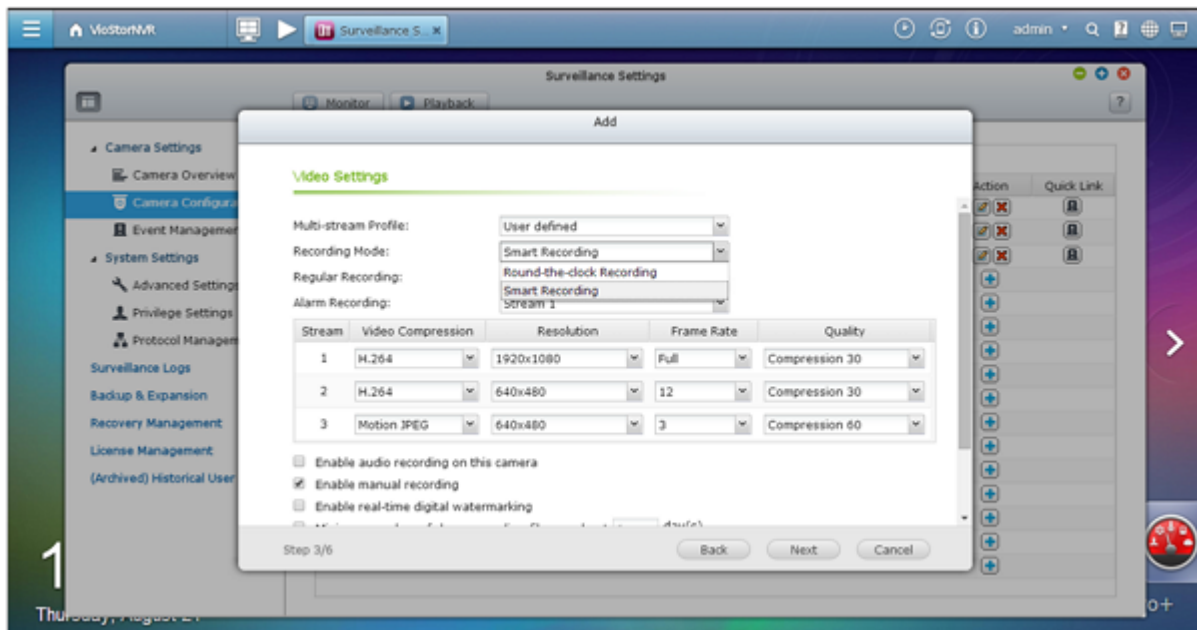 VioStorNVR
Surveillance S...
admin
Surveillance Settings
Monitor
Playback
?
Add
Camera Settings
Camera Overview
Camera Configura
Event Managemen
System Settings
Advanced Settings
Privilege Settings
Protocol Managem
Surveillance Logs
Backup & Expansion
Recovery Management
License Management
(Archived) Historical User
Action
Quick Link
Video Settings
Multi-stream Profile: User defined
Recording Mode: Smart Recording
Round-the-clock Recording
Regular Recording:
Smart Recording
Alarm Recording: Stream 1
Stream Video Compression Resolution Frame Rate Quality
1 H.264 1920x1080 Full Compression 30
2 H.264 640x480 12 Compression 30
3 Motion JPEG 640x480 3 Compression 60
Enable audio recording on this camera
Enable manual recording
Enable real-time digital watermarking
day(s)
Step 3/6
Back
Next
Cancel
1
Thursday, August 21